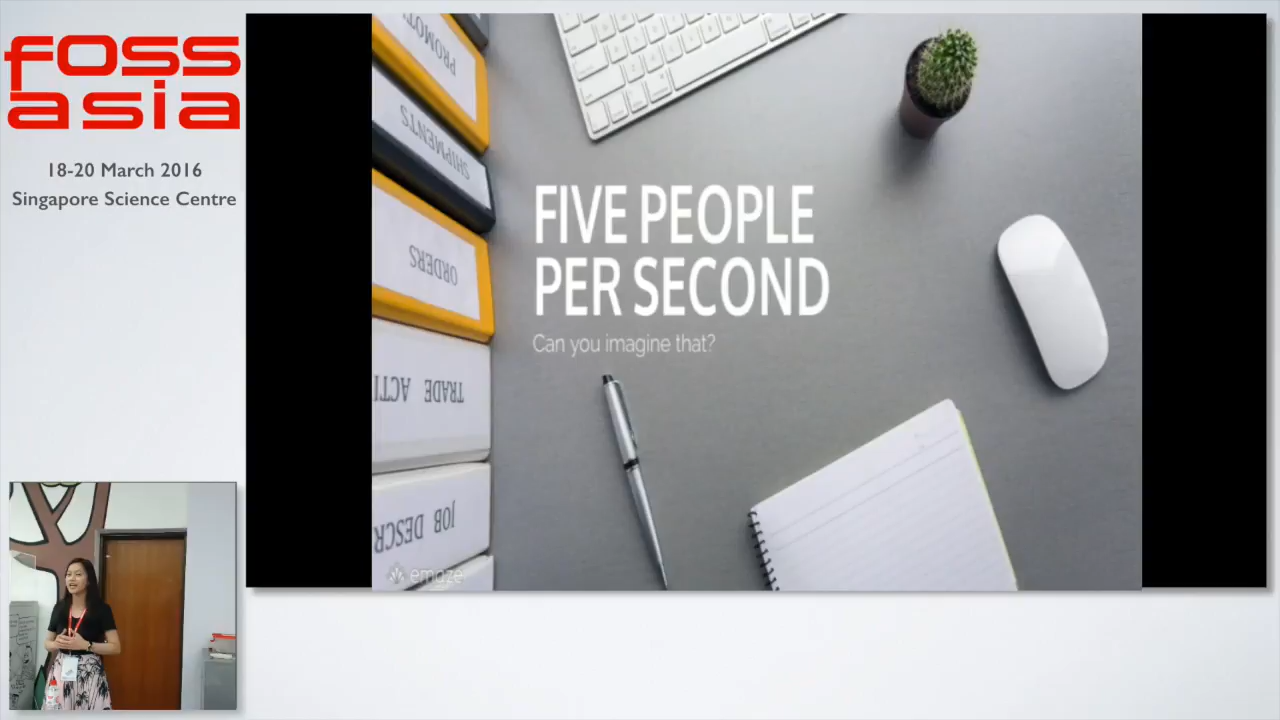 foss
asia
18-20 March 2016
Singapore Science Centre
PROMOTI
SHIPMENTS
ORDERS
TRADE ACTI
JOB DESCR
FIVE PEOPLE
PER SECOND
Can you imagine that?
emaze